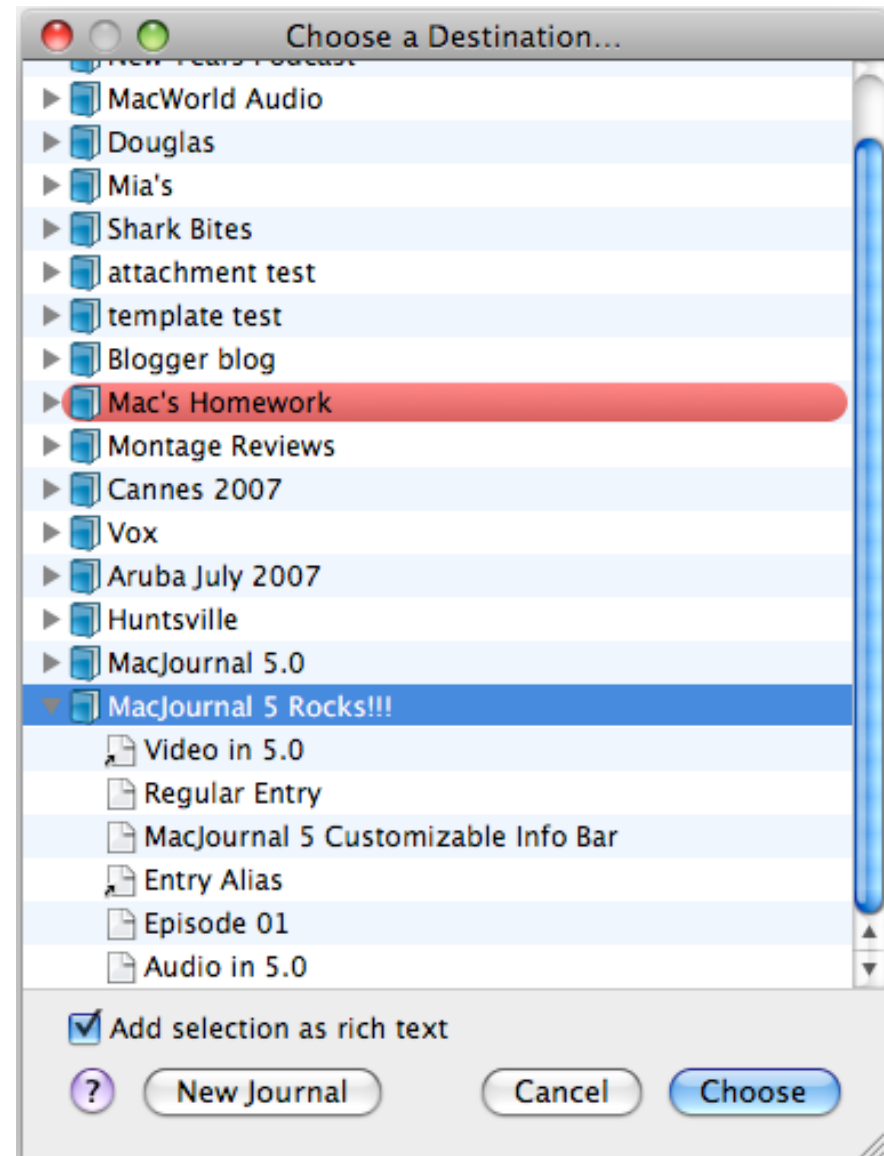 Choose a Destination...
New Years Podcast
MacWorld Audio
Douglas
Mia's
Shark Bites
attachment test
template test
Blogger blog
Mac's Homework
Montage Reviews
Cannes 2007
Vox
Aruba July 2007
Huntsville
MacJournal 5.0
MacJournal 5 Rocks!!!
Video in 5.0
Regular Entry
MacJournal 5 Customizable Info Bar
Entry Alias
Episode 01
Audio in 5.0
Add selection as rich text
? New Journal Cancel Choose